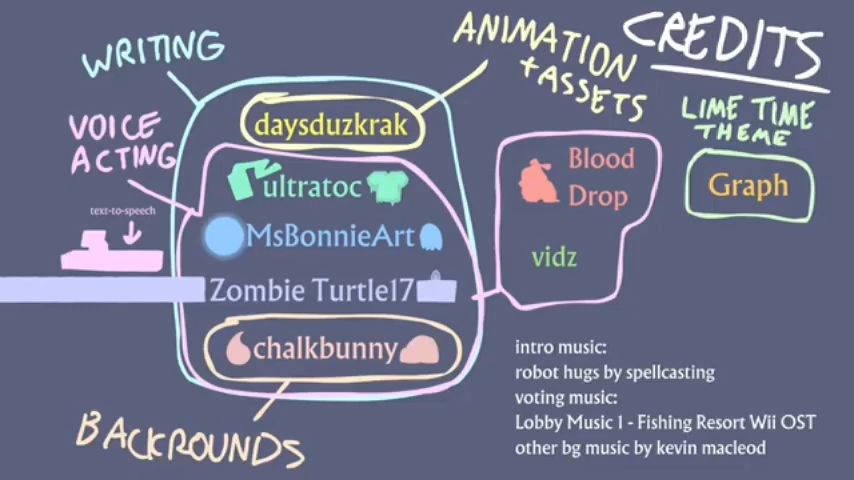 WRITING
ANIMATION
+ ASSETS
CREDITS
LIME TIME
THEME
VOICE
ACTING
daysduzkrak
text-to-speech
ultratoc
MsBonnieArt
Zombie Turtle17
chalkbunny
Blood
Drop
vidz
Graph
BACKROUNDS
intro music:
robot hugs by spellcasting
voting music:
Lobby Music 1 - Fishing Resort Wii OST
other bg music by kevin macleod